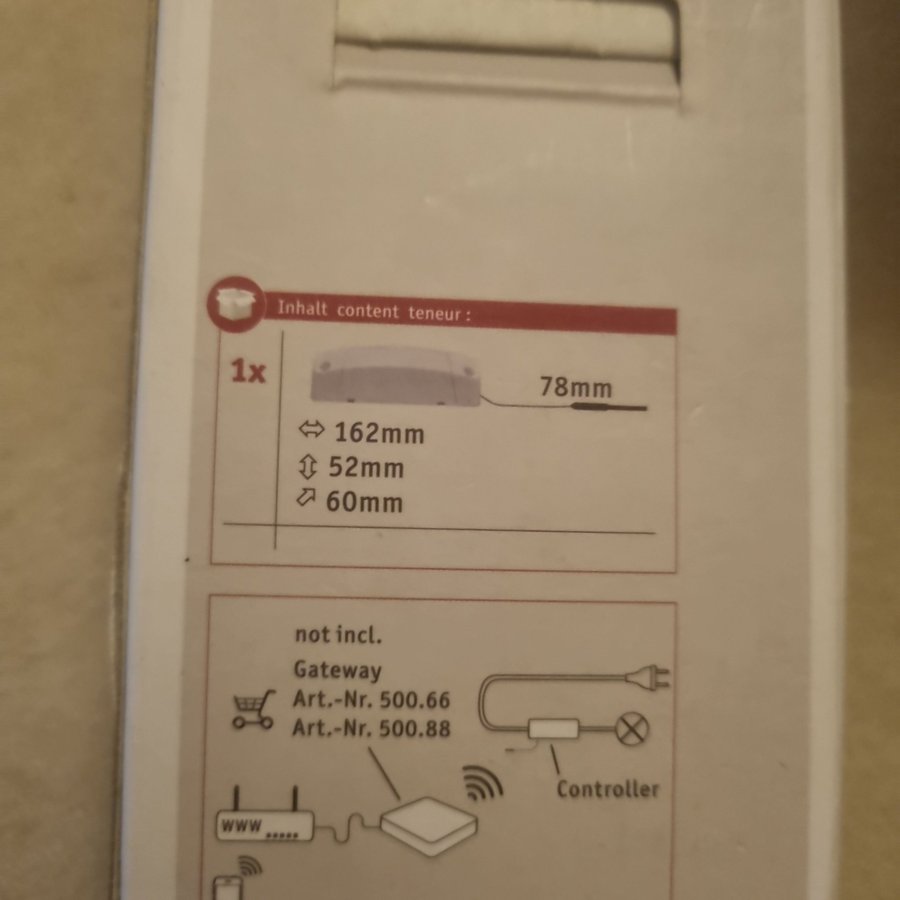 Inhalt content teneur :
1x
78mm
162mm
52mm
60mm
not incl.
Gateway
Art.-Nr. 500.66
Art.-Nr. 500.88
Controller
www